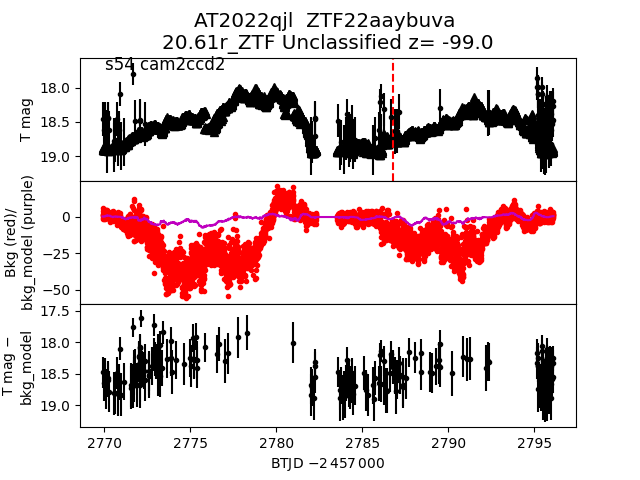 AT2022qjl  ZTF22aaybuva
20.61r_ZTF Unclassified z= -99.0
s54 cam2ccd2
T mag
18.0
18.5
19.0
Bkg (red)/
bkg_model (purple)
0
−25
−50
T mag −
bkg_model
17.5
18.0
18.5
19.0
2770 2775 2780 2785 2790 2795
BTJD −2 457 000